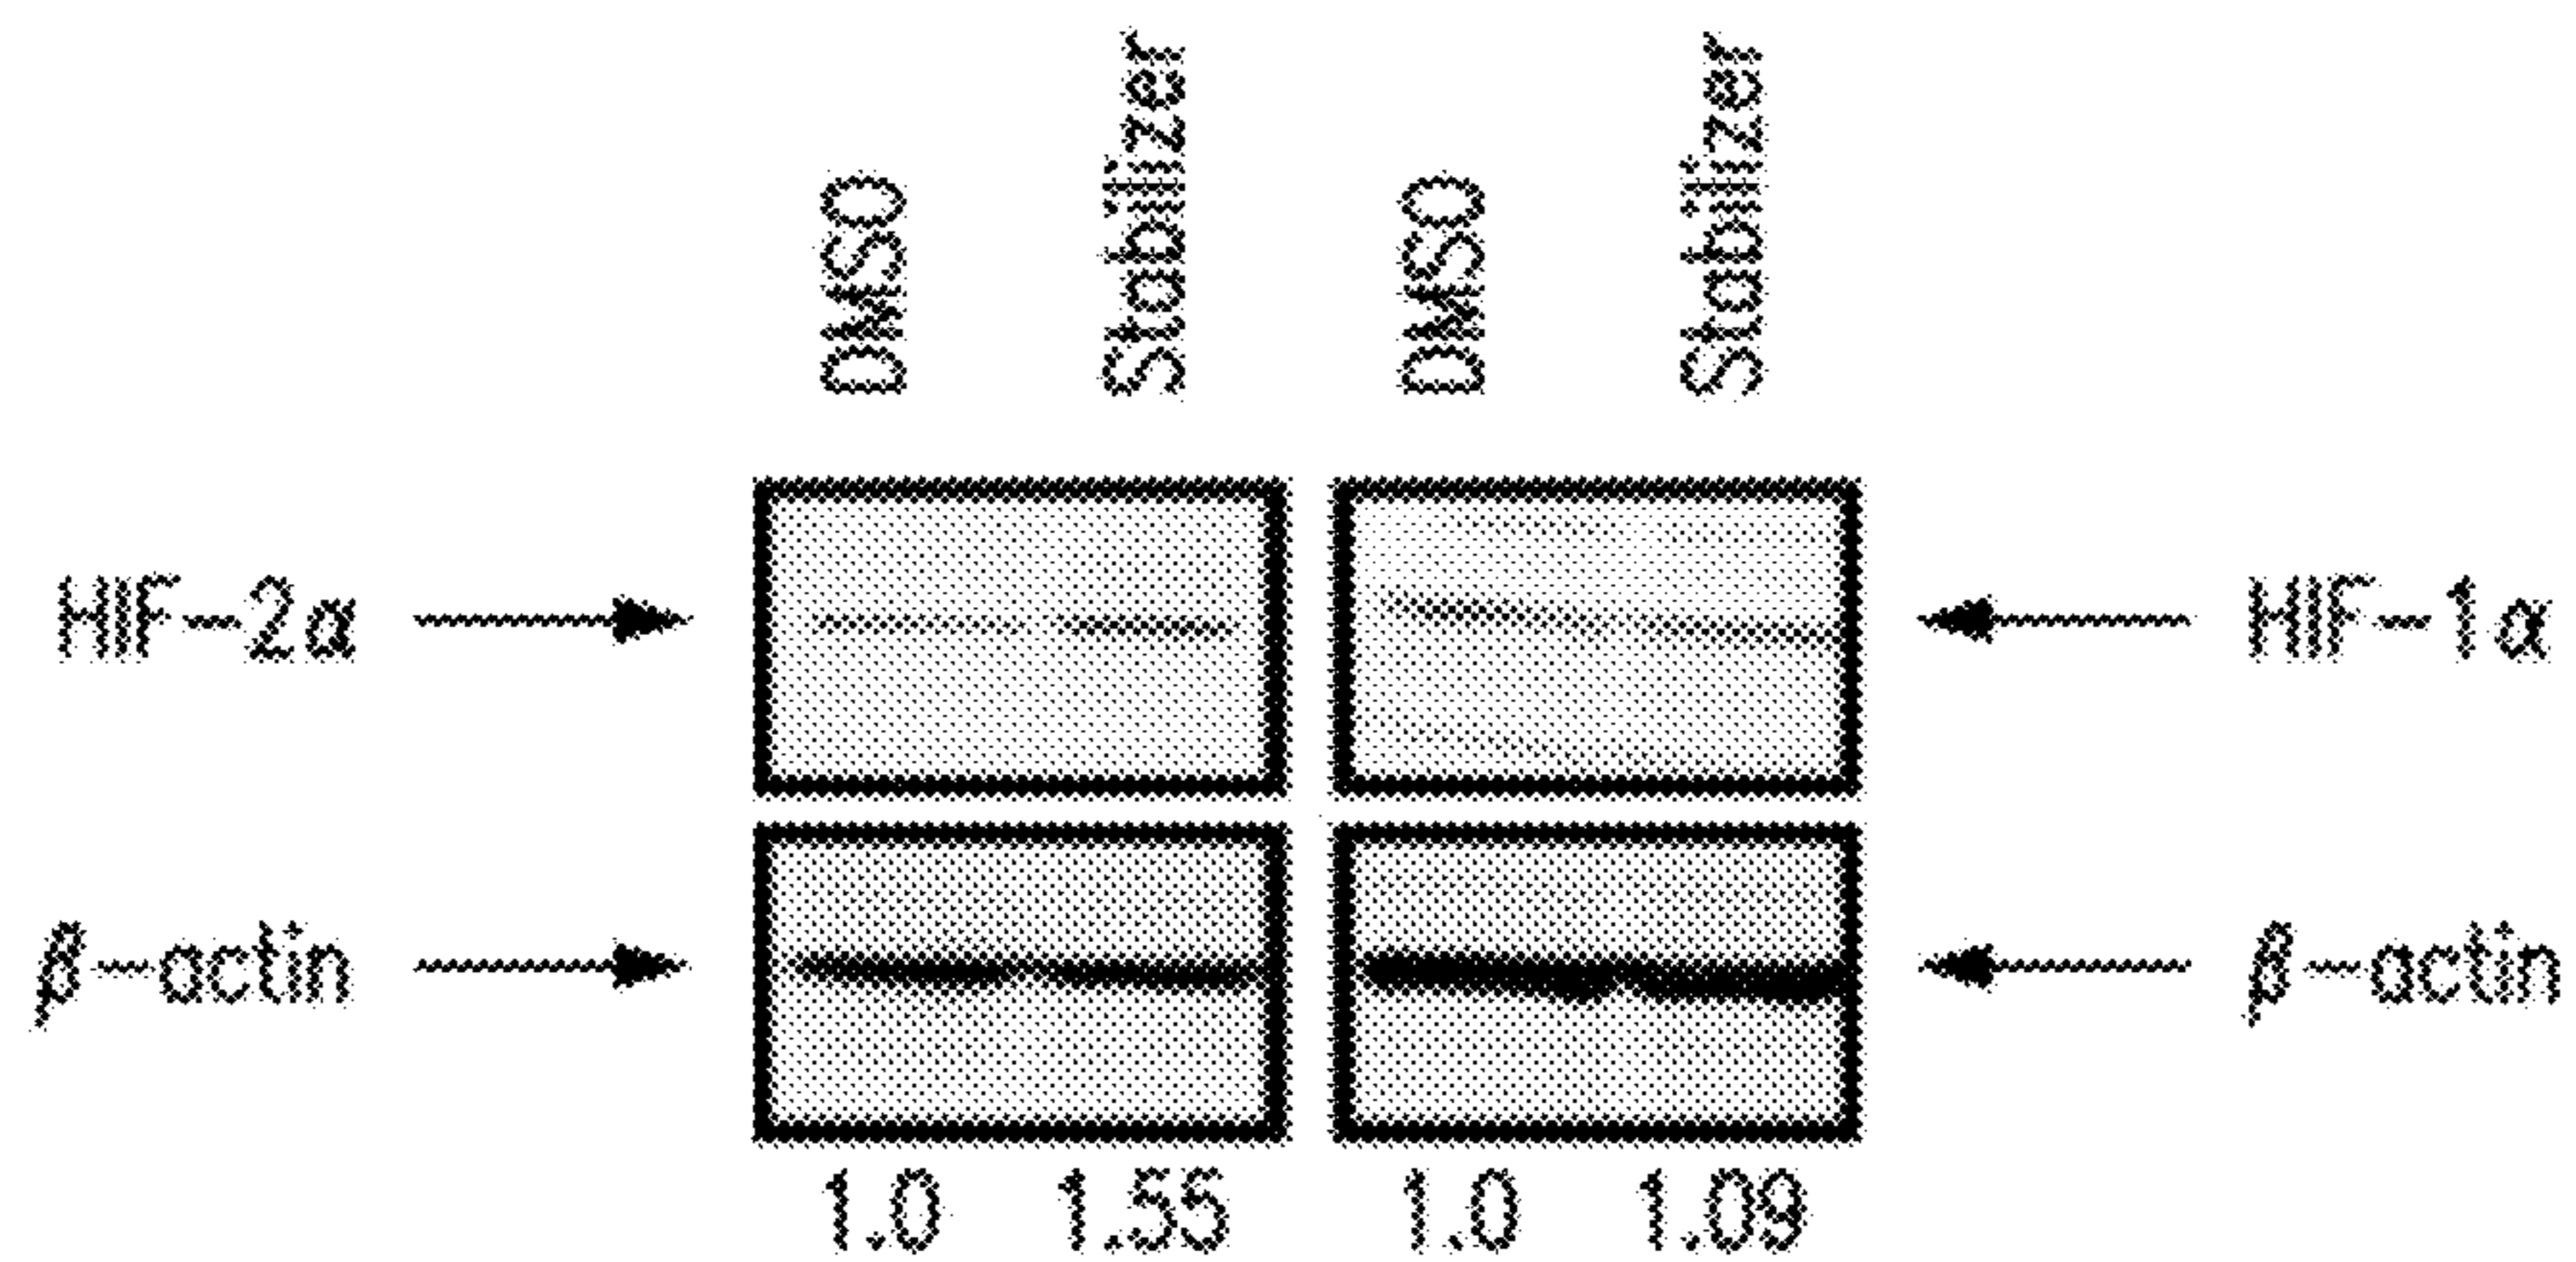 DMSO Stabilizer DMSO Stabilizer
HIF-2α HIF-1α
β-actin β-actin
1.0 1.55 1.0 1.09